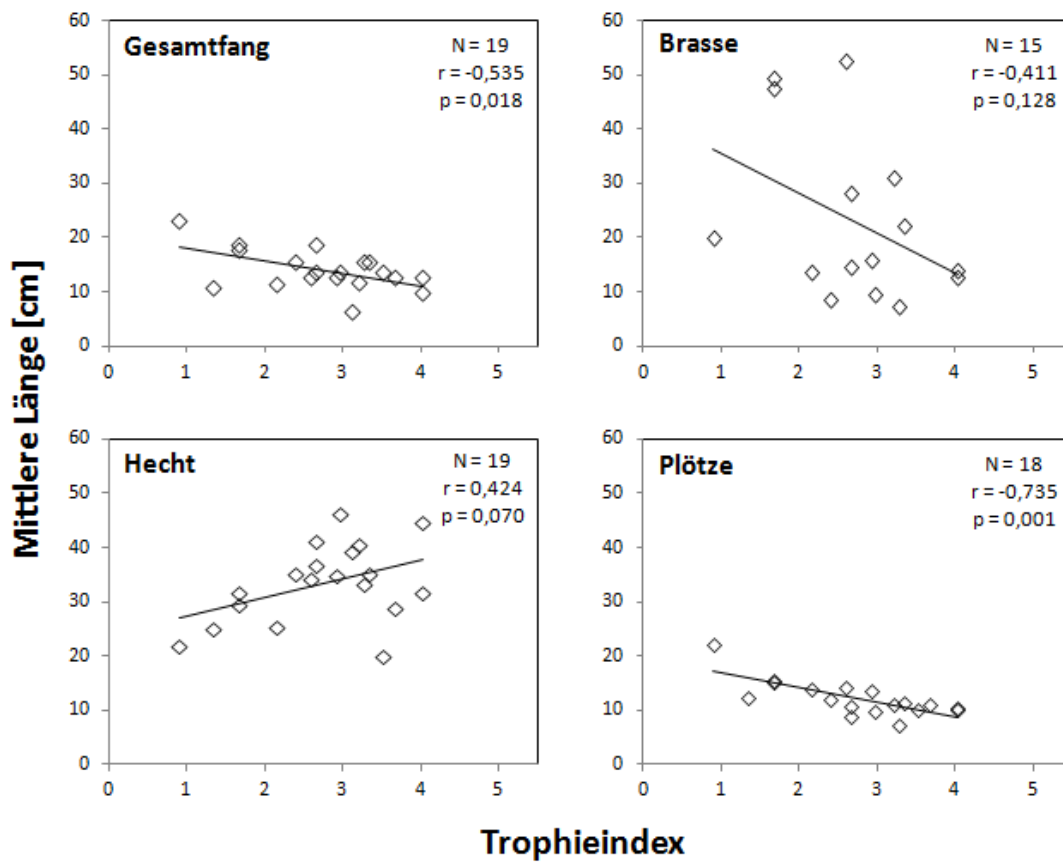 Mittlere Länge [cm]
Gesamtfang
N = 19
r = -0,535
p = 0,018
60
50
40
30
20
10
0
0 1 2 3 4 5
Brasse
N = 15
r = -0,411
p = 0,128
60
50
40
30
20
10
0
0 1 2 3 4 5
Hecht
N = 19
r = 0,424
p = 0,070
60
50
40
30
20
10
0
0 1 2 3 4 5
Plötze
N = 18
r = -0,735
p = 0,001
60
50
40
30
20
10
0
0 1 2 3 4 5
Trophieindex